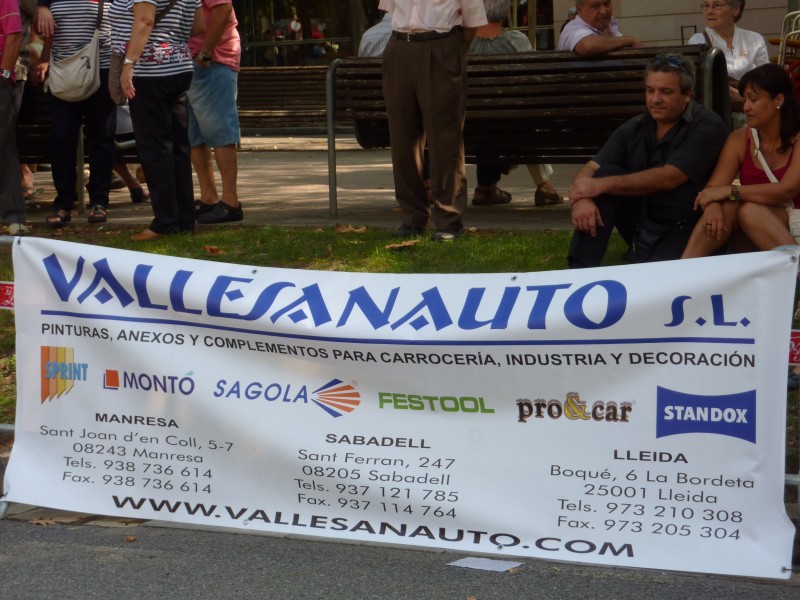 VALLESANAUTO S.L.
PINTURAS, ANEXOS Y COMPLEMENTOS PARA CARROCERÍA, INDUSTRIA Y DECORACIÓN
SPRINT MONTÓ SAGOLA FESTOOL pro&car STANDOX
MANRESA
Sant Joan d'en Coll, 5-7
08243 Manresa
Tels. 938 736 614
Fax. 938 736 614
SABADELL
Sant Ferran, 247
08205 Sabadell
Tels. 937 121 785
Fax. 937 114 764
LLEIDA
Boqué, 6 La Bordeta
25001 Lleida
Tels. 973 210 308
Fax. 973 205 304
WWW.VALLESANAUTO.COM